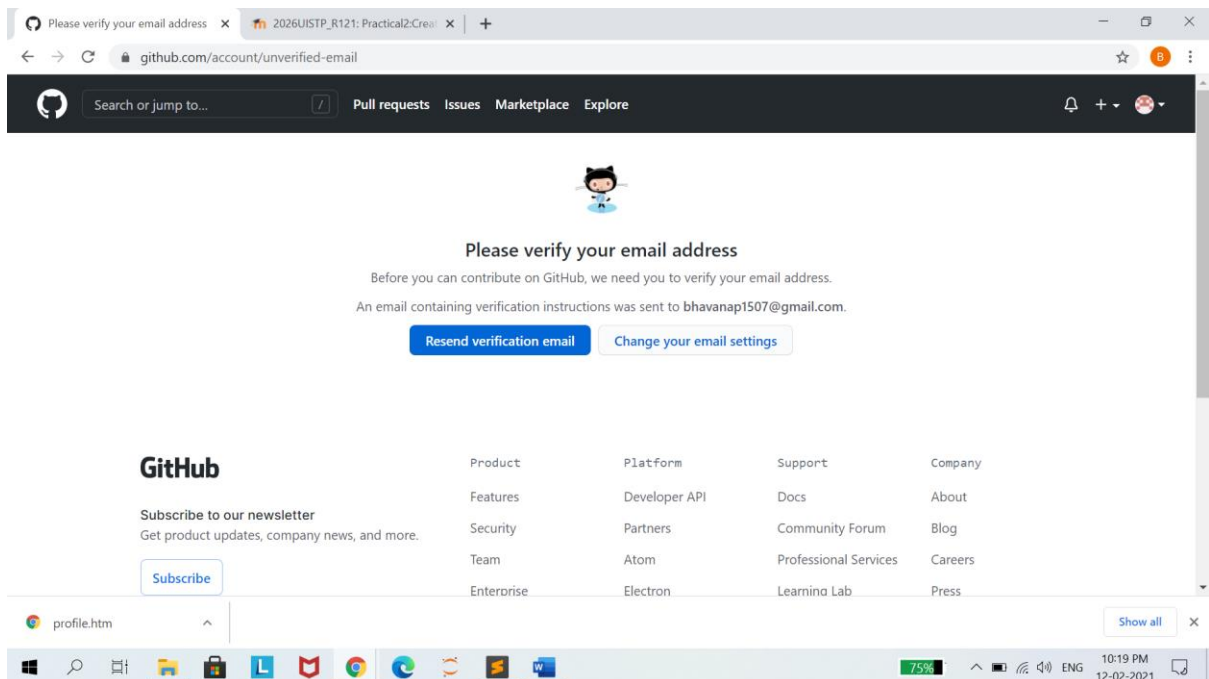 Please verify your email address
2026UISTP_R121: Practical2:Creat
github.com/account/unverified-email
B
Search or jump to...
/
Pull requests Issues Marketplace Explore
Please verify your email address
Before you can contribute on GitHub, we need you to verify your email address.
An email containing verification instructions was sent to bhavanap1507@gmail.com.
Resend verification email
Change your email settings
GitHub
Subscribe to our newsletter
Get product updates, company news, and more.
Subscribe
Product
Features
Security
Team
Enterprise
Platform
Developer API
Partners
Atom
Electron
Support
Docs
Community Forum
Professional Services
Learning Lab
Company
About
Blog
Careers
Press
profile.htm
Show all
L
75%
ENG
10:19 PM
12-02-2021